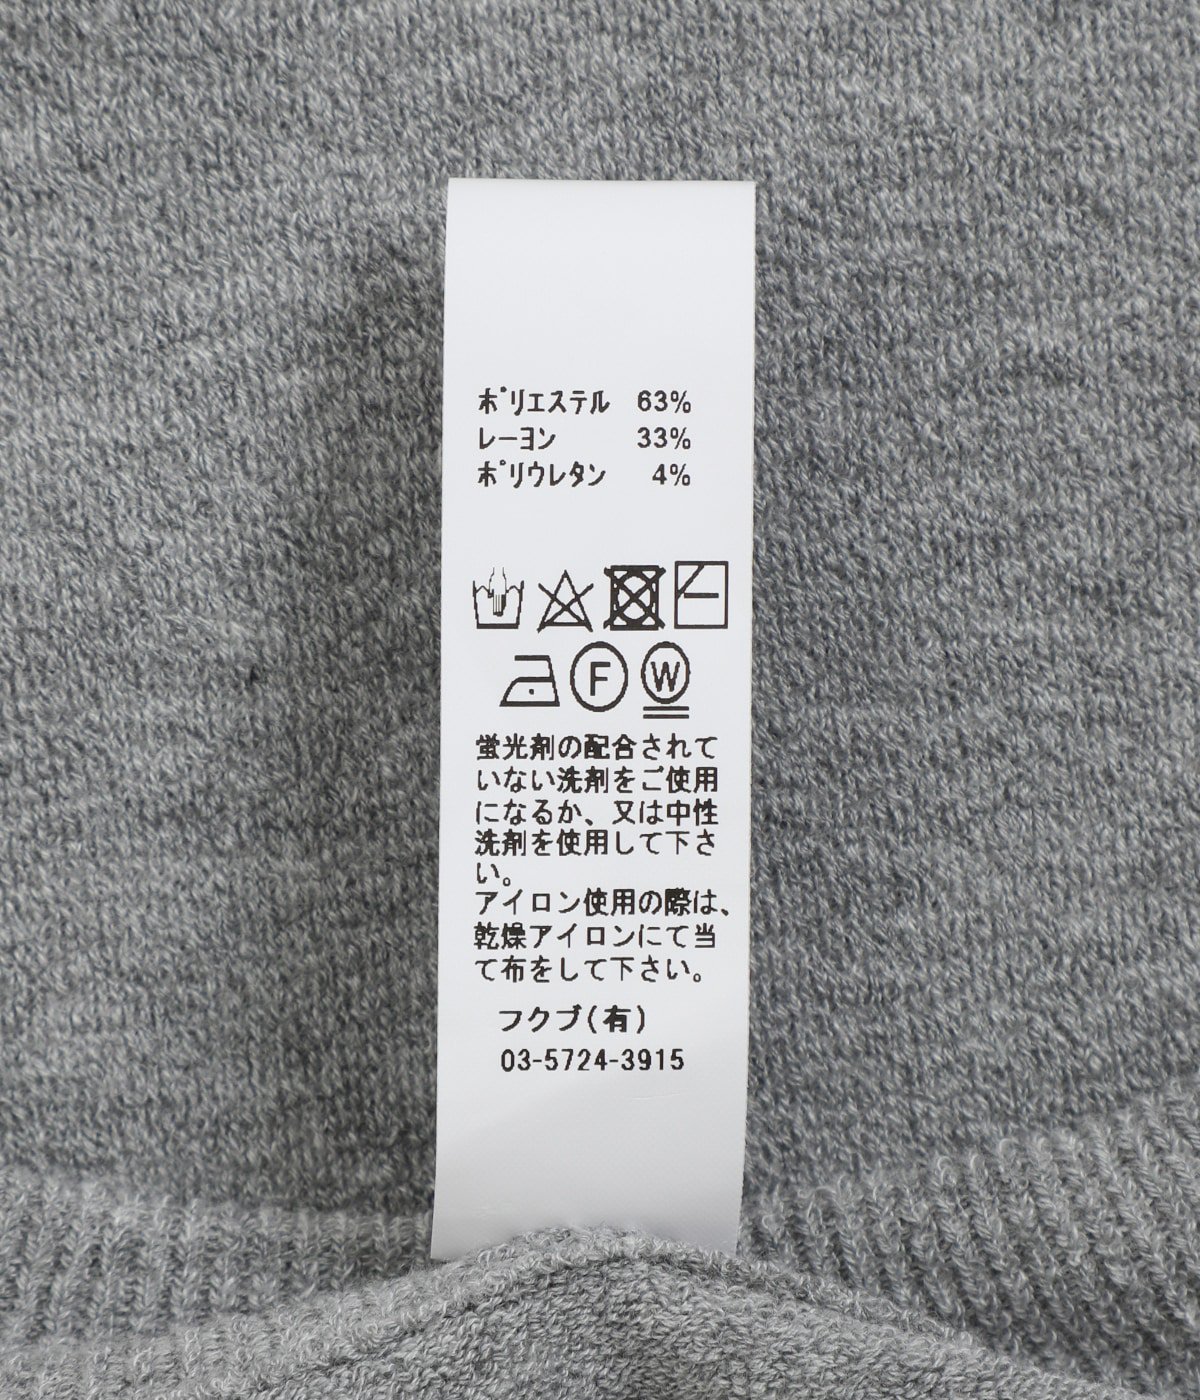 ポリエステル 63%
レーヨン 33%
ポリウレタン 4%
F W
蛍光剤の配合されて
いない洗剤をご使用
になるか、又は中性
洗剤を使用して下さ
い。
アイロン使用の際は、
乾燥アイロンにて当
て布をして下さい。
フクブ(有)
03-5724-3915